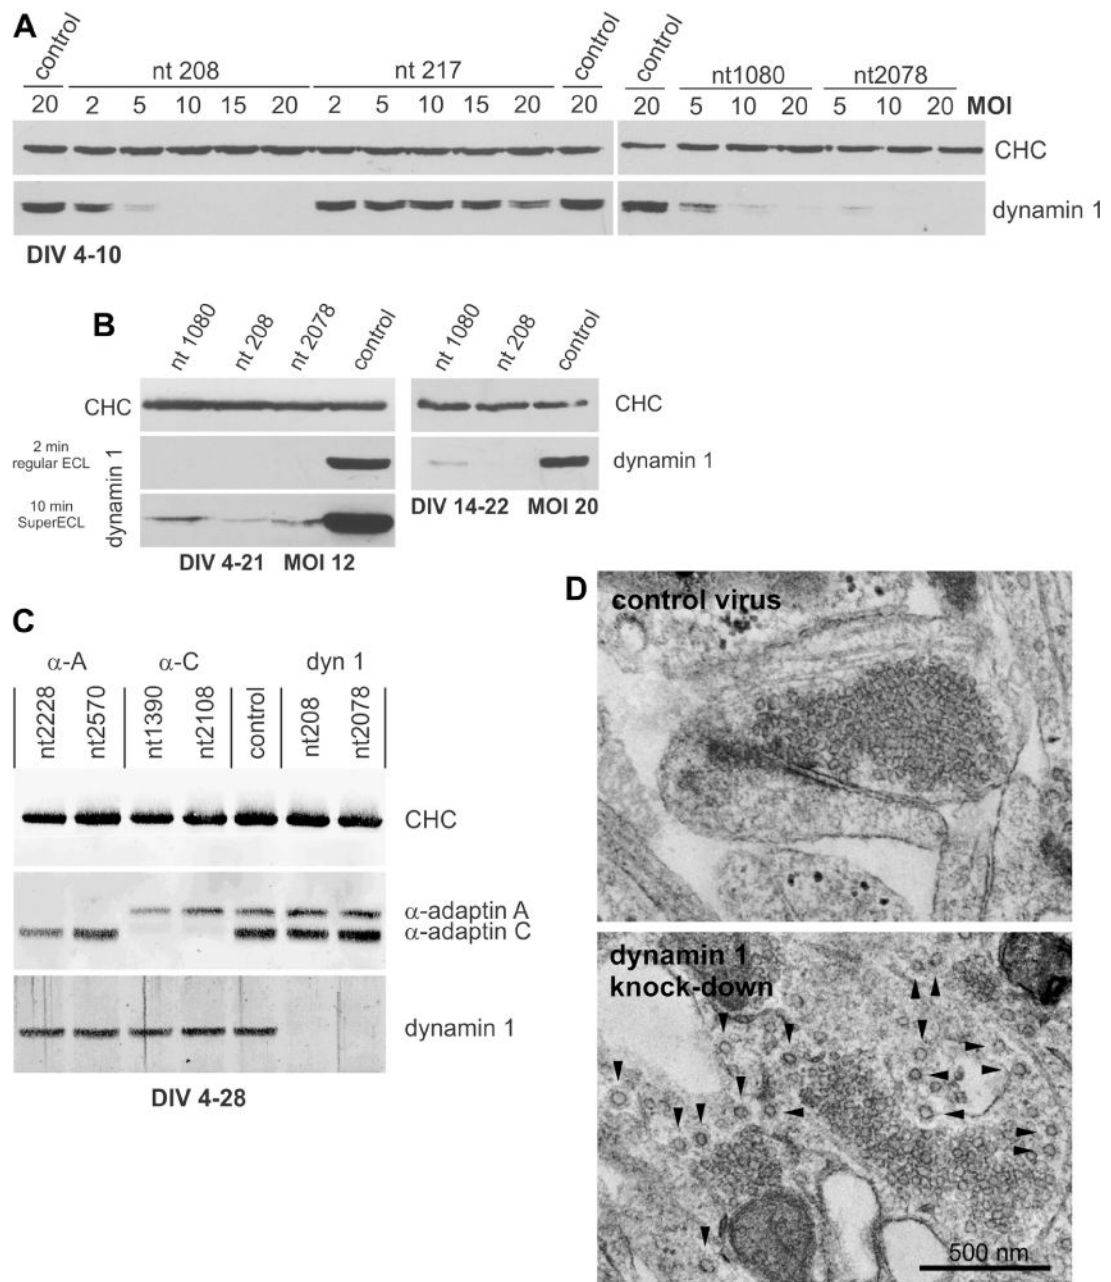 A
control nt 208 nt 217 control control nt1080 nt2078
20 2 5 10 15 20 2 5 10 15 20 20 20 5 10 20 5 10 20 MOI
CHC
dynamin 1
DIV 4-10
B
nt 1080 nt 208 nt 2078 control nt 1080 nt 208 control
CHC CHC
2 min
regular ECL
dynamin 1
dynamin 1
10 min
SuperECL
DIV 14-22 MOI 20
DIV 4-21 MOI 12
C
α-A α-C dyn 1
nt2228 nt2570 nt1390 nt2108 control nt208 nt2078
CHC
α-adaptin A
α-adaptin C
dynamin 1
DIV 4-28
D
control virus
dynamin 1
knock-down
500 nm